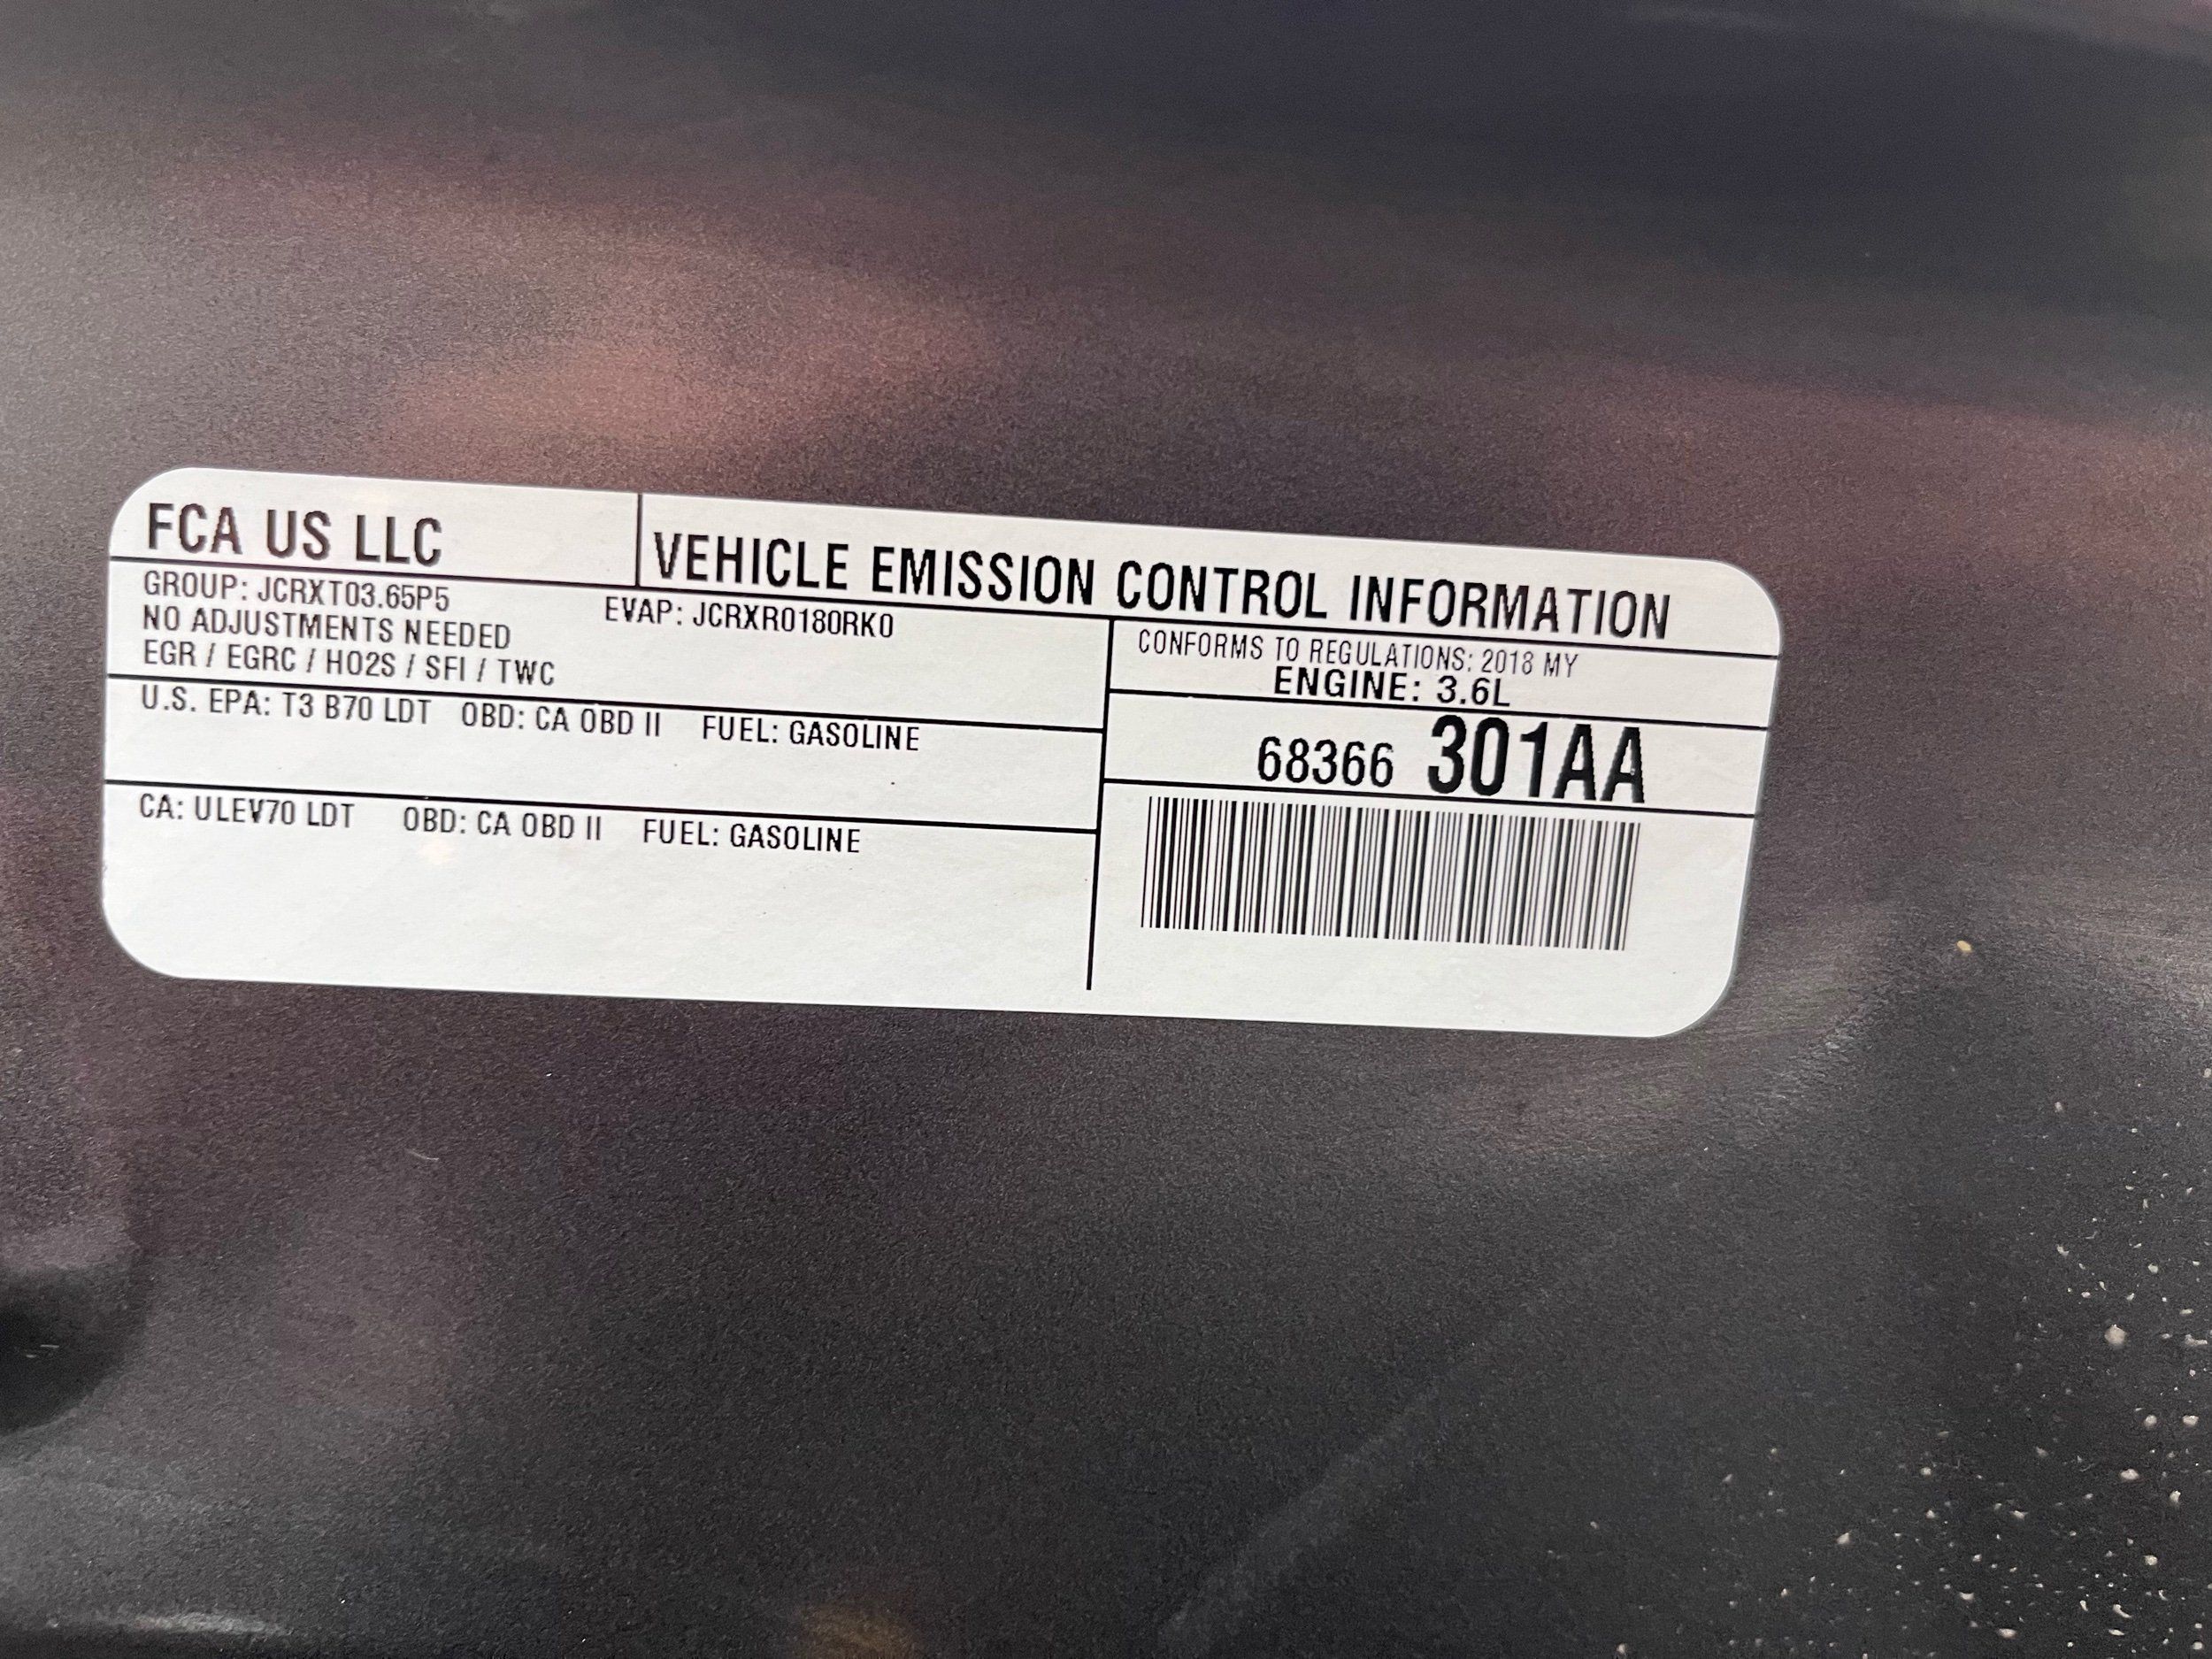 FCA US LLC
VEHICLE EMISSION CONTROL INFORMATION
GROUP: JCRXT03.65P5
EVAP: JCRXR0180RK0
NO ADJUSTMENTS NEEDED
EGR / EGRC / HO2S / SFI / TWC
U.S. EPA: T3 B70 LDT OBD: CA OBD II FUEL: GASOLINE
CA: ULEV70 LDT OBD: CA OBD II FUEL: GASOLINE
CONFORMS TO REGULATIONS: 2018 MY
ENGINE: 3.6L
68366 301AA